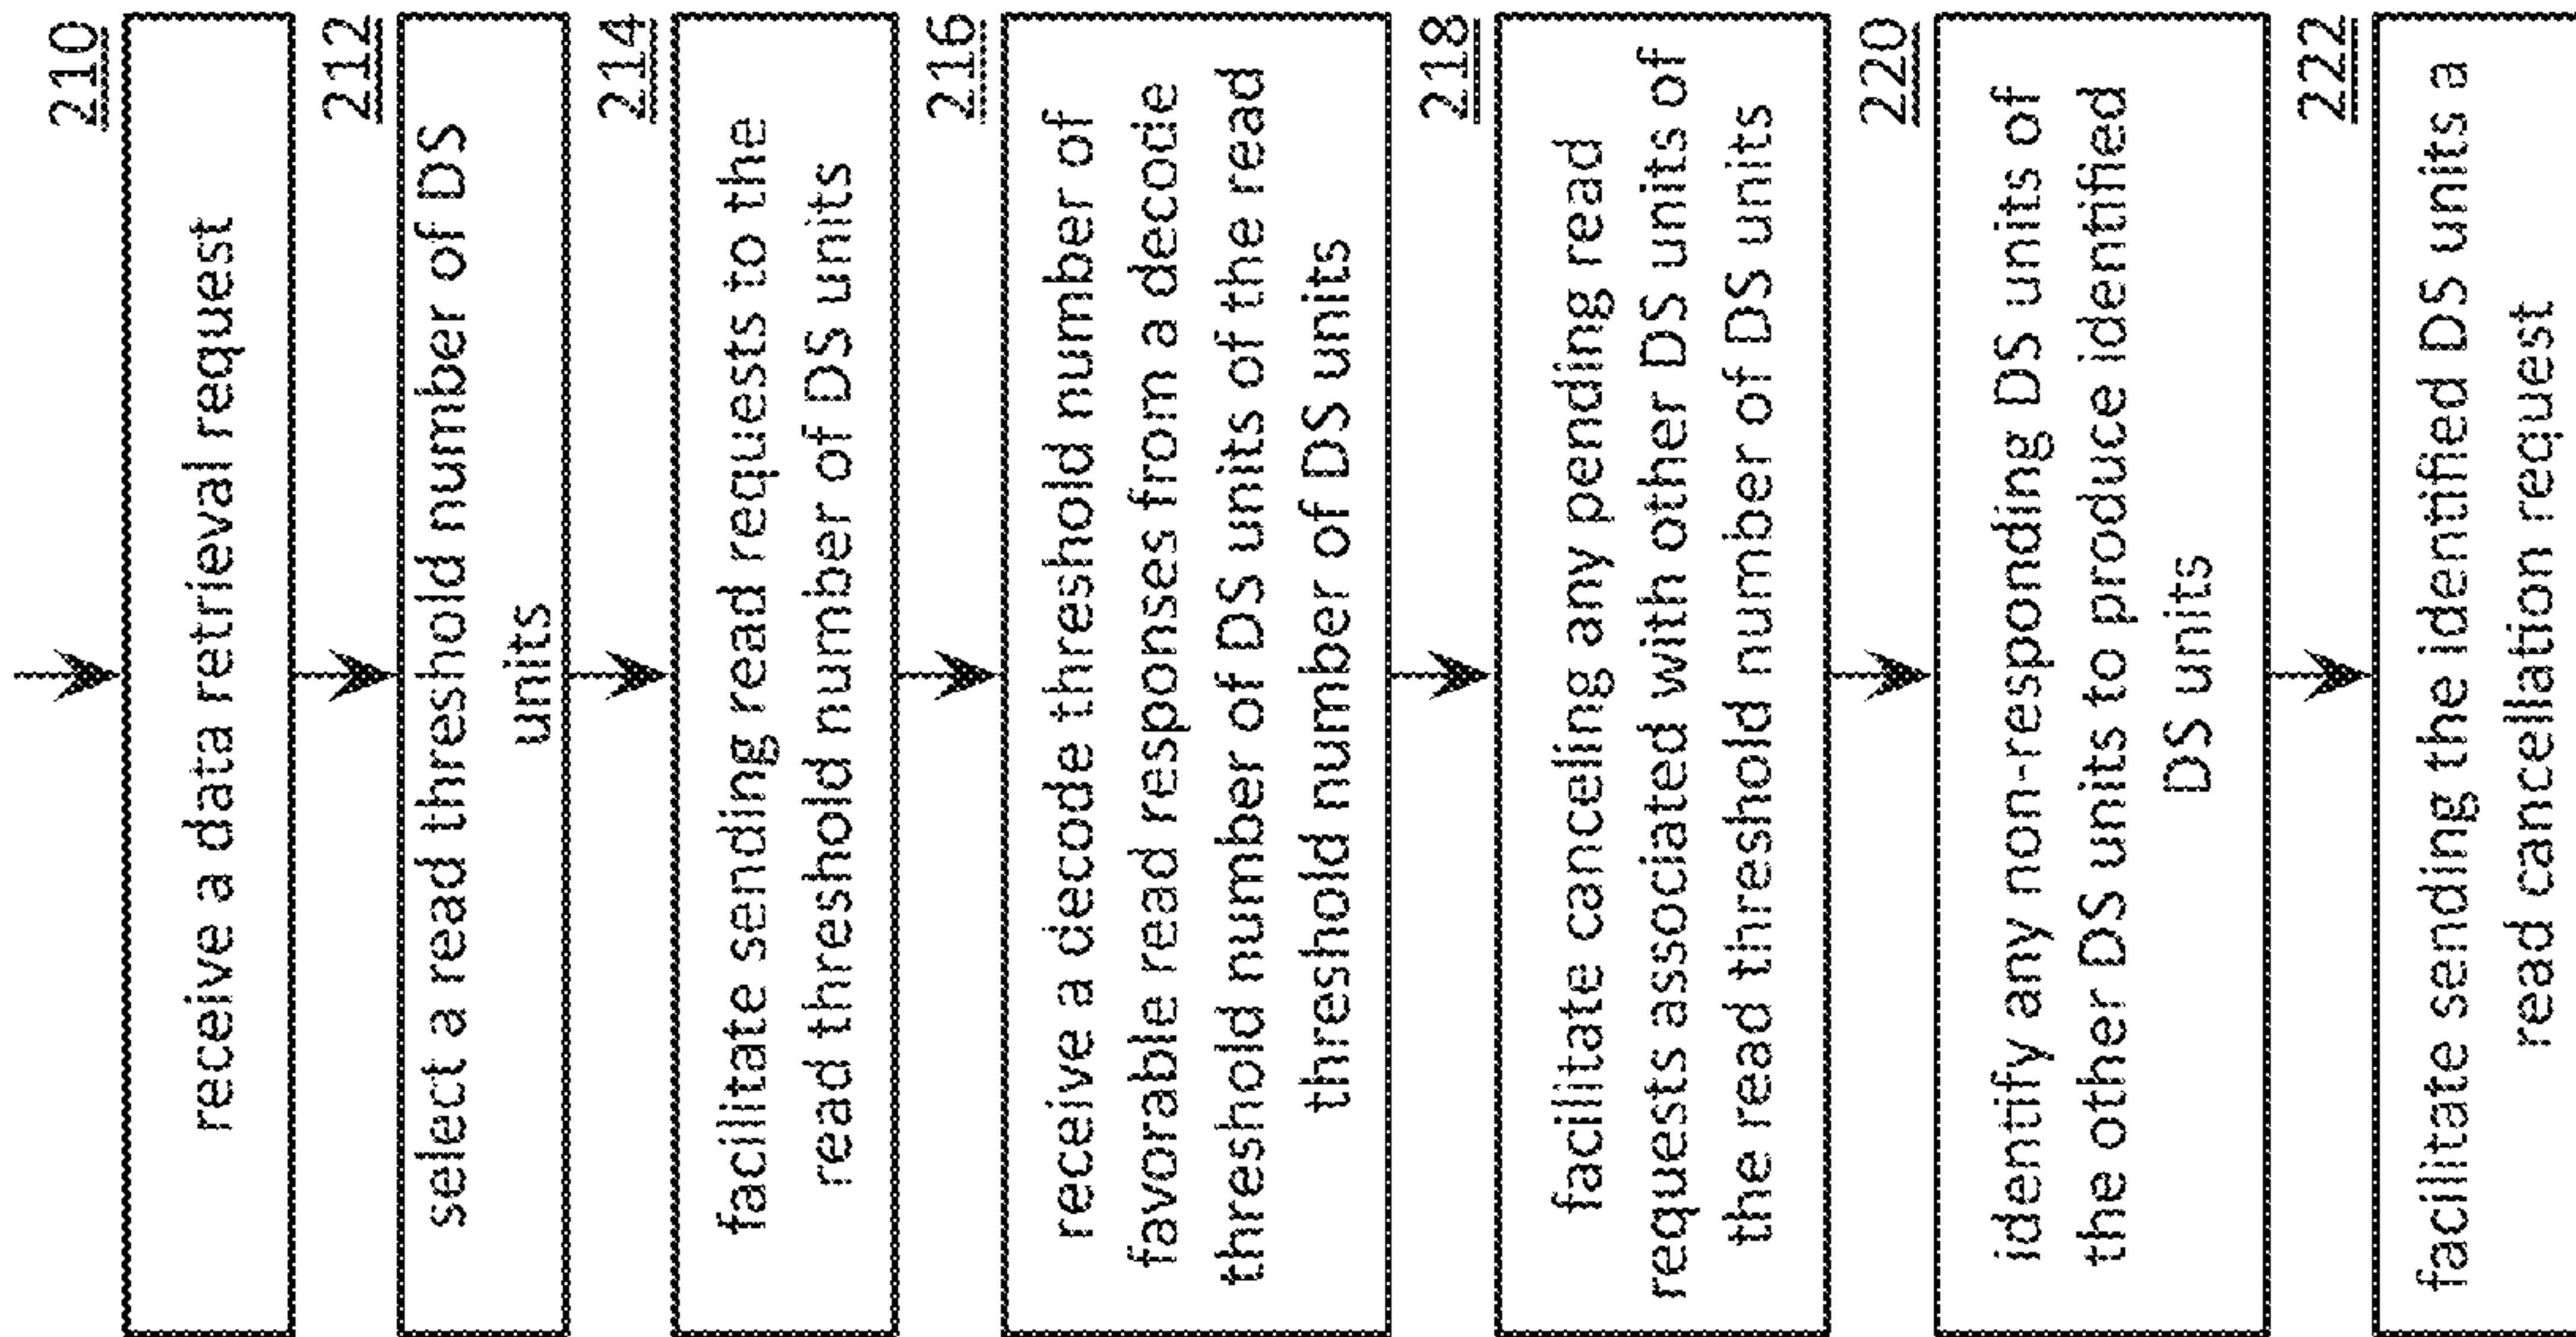 210
receive a data retrieval request
212
select a read threshold number of DS
units
214
facilitate sending read requests to the
read threshold number of DS units
216
receive a decode threshold number of
favorable read responses from a decode
threshold number of DS units of the read
threshold number of DS units
218
facilitate canceling any pending read
requests associated with other DS units of
the read threshold number of DS units
220
identify any non-responding DS units of
the other DS units to produce identified
DS units
222
facilitate sending the identified DS units a
read cancellation request